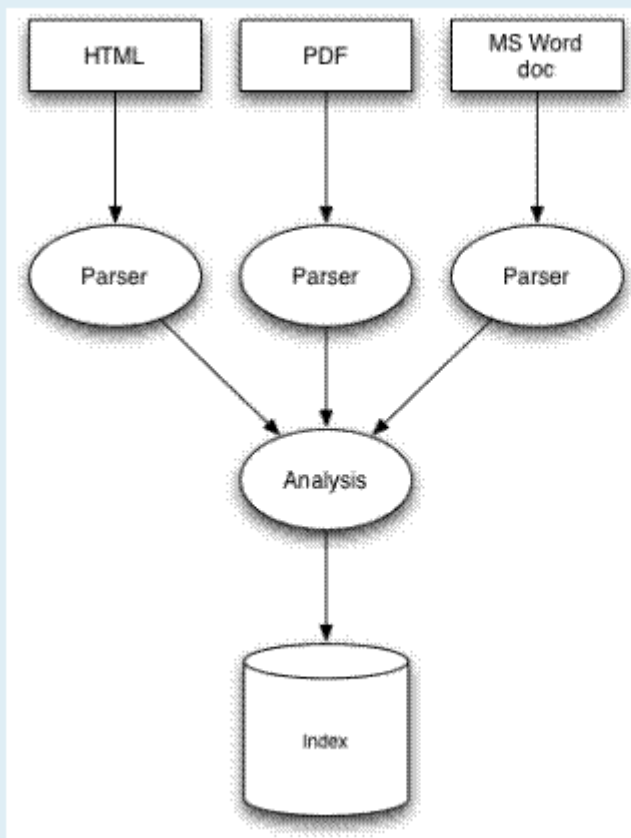 HTML
PDF
MS Word
doc
Parser
Parser
Parser
Analysis
Index